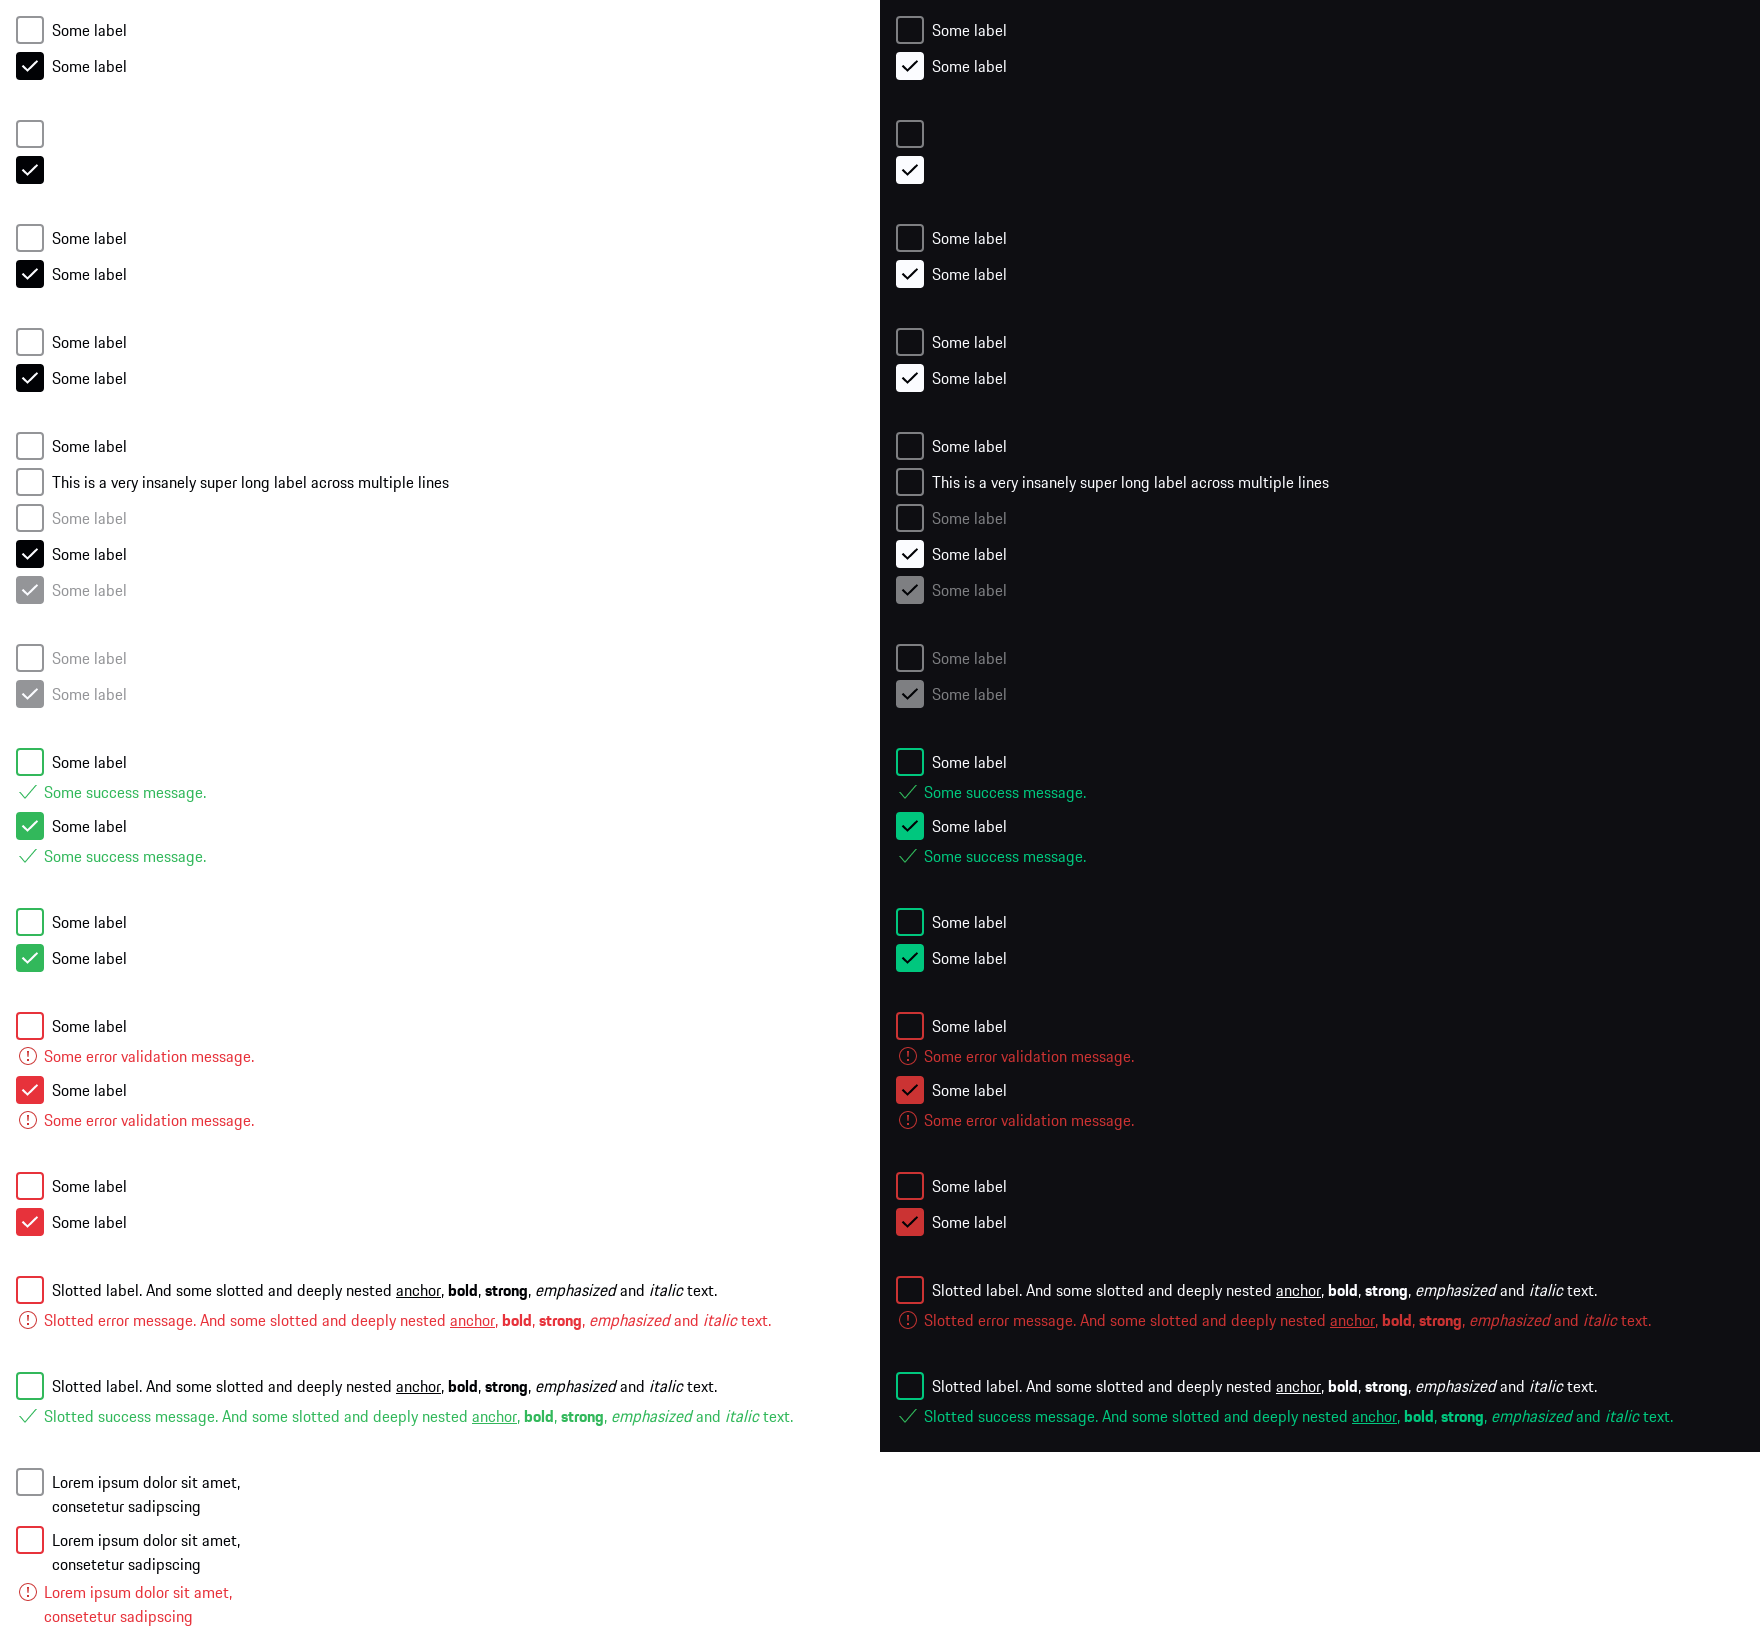 Some label
Some label
Some label
Some label
Some label
Some label
Some label
This is a very insanely super long label across multiple lines
Some label
Some label
Some label
Some label
Some label
Some label
Some success message.
Some label
Some success message.
Some label
Some label
Some label
Some error validation message.
Some label
Some error validation message.
Some label
Some label
Slotted label. And some slotted and deeply nested anchor, bold, strong, emphasized and italic text.
Slotted error message. And some slotted and deeply nested anchor, bold, strong, emphasized and italic text.
Slotted label. And some slotted and deeply nested anchor, bold, strong, emphasized and italic text.
Slotted success message. And some slotted and deeply nested anchor, bold, strong, emphasized and italic text.
Lorem ipsum dolor sit amet,
consetetur sadipscing
Lorem ipsum dolor sit amet,
consetetur sadipscing
Lorem ipsum dolor sit amet,
consetetur sadipscing
Some label
Some label
Some label
Some label
Some label
Some label
Some label
This is a very insanely super long label across multiple lines
Some label
Some label
Some label
Some label
Some label
Some label
Some success message.
Some label
Some success message.
Some label
Some label
Some label
Some error validation message.
Some label
Some error validation message.
Some label
Some label
Slotted label. And some slotted and deeply nested anchor, bold, strong, emphasized and italic text.
Slotted error message. And some slotted and deeply nested anchor, bold, strong, emphasized and italic text.
Slotted label. And some slotted and deeply nested anchor, bold, strong, emphasized and italic text.
Slotted success message. And some slotted and deeply nested anchor, bold, strong, emphasized and italic text.